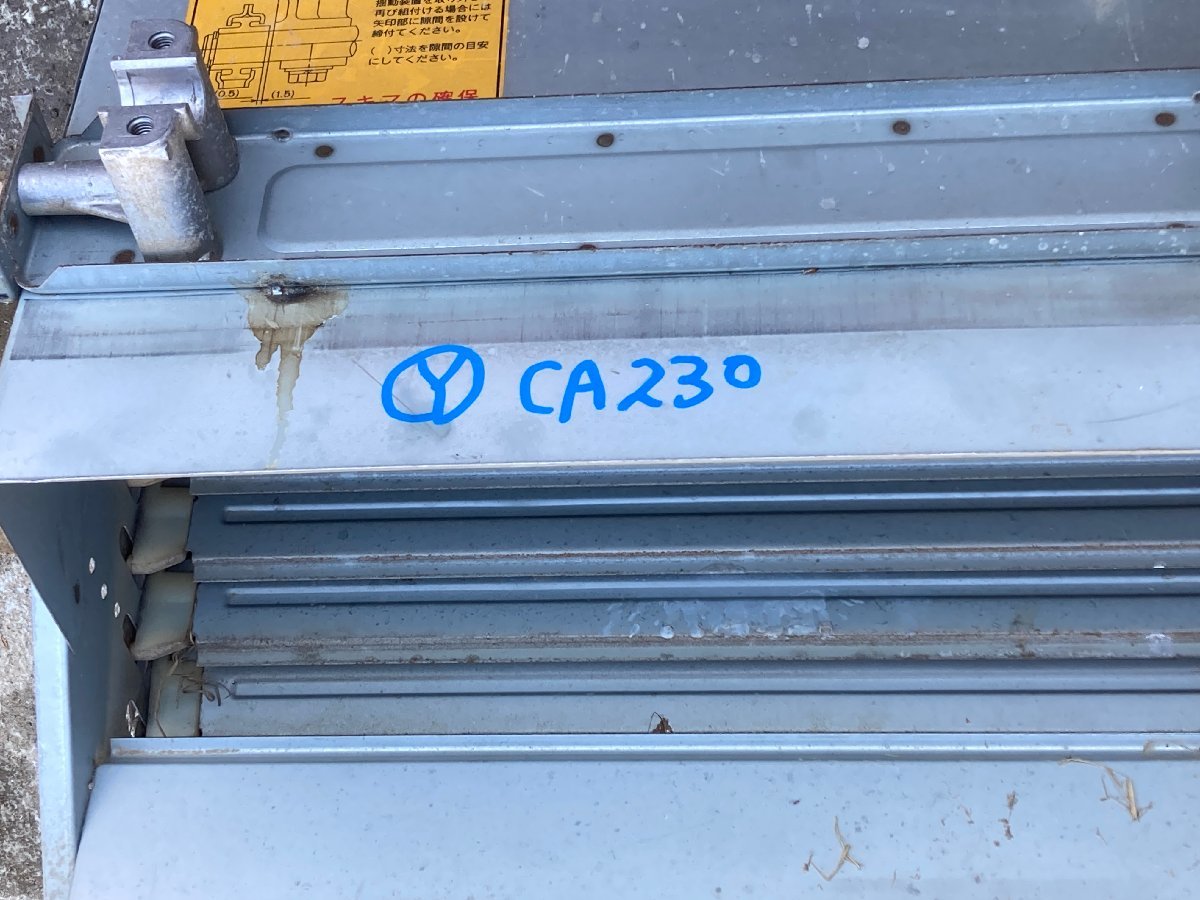 再び組付ける場合には
矢印部に隙間を設けて
締付てください。
( )寸法を隙間の目安
にしてください。
(0.5)
(1.5)
スキマの確保
Ⓨ CA230